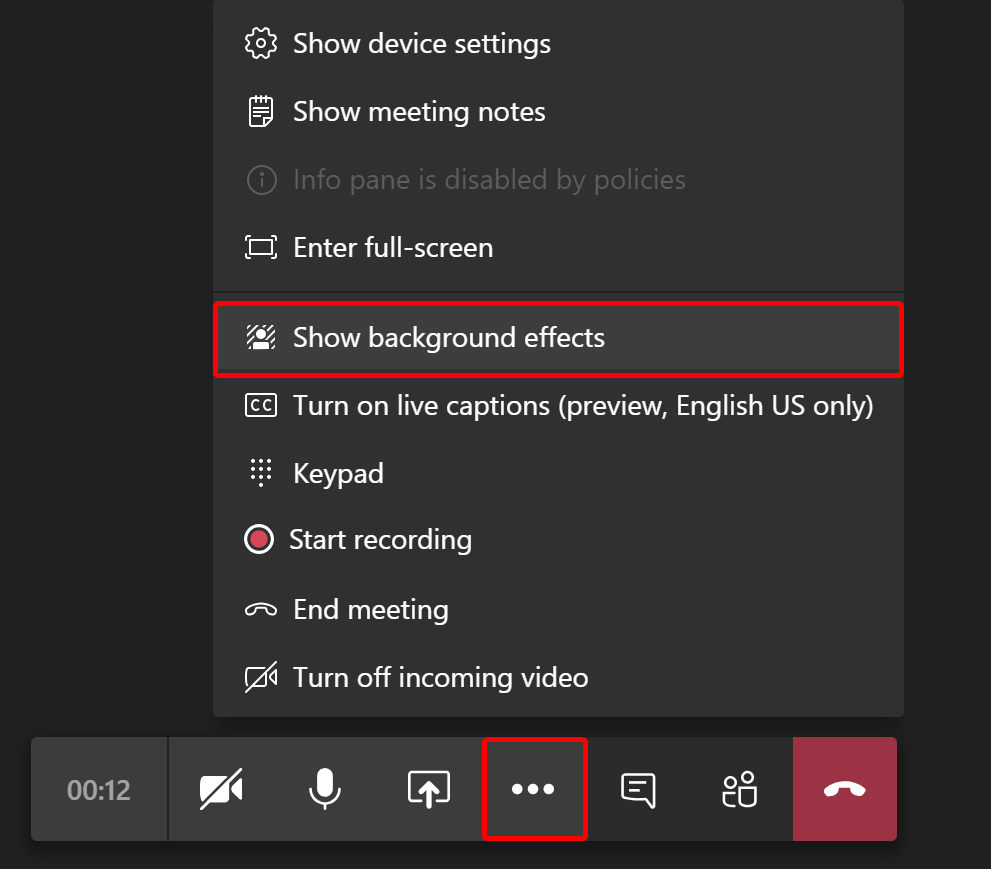 Show device settings
Show meeting notes
Info pane is disabled by policies
Enter full-screen
Show background effects
CC Turn on live captions (preview, English US only)
Keypad
Start recording
End meeting
Turn off incoming video
00:12